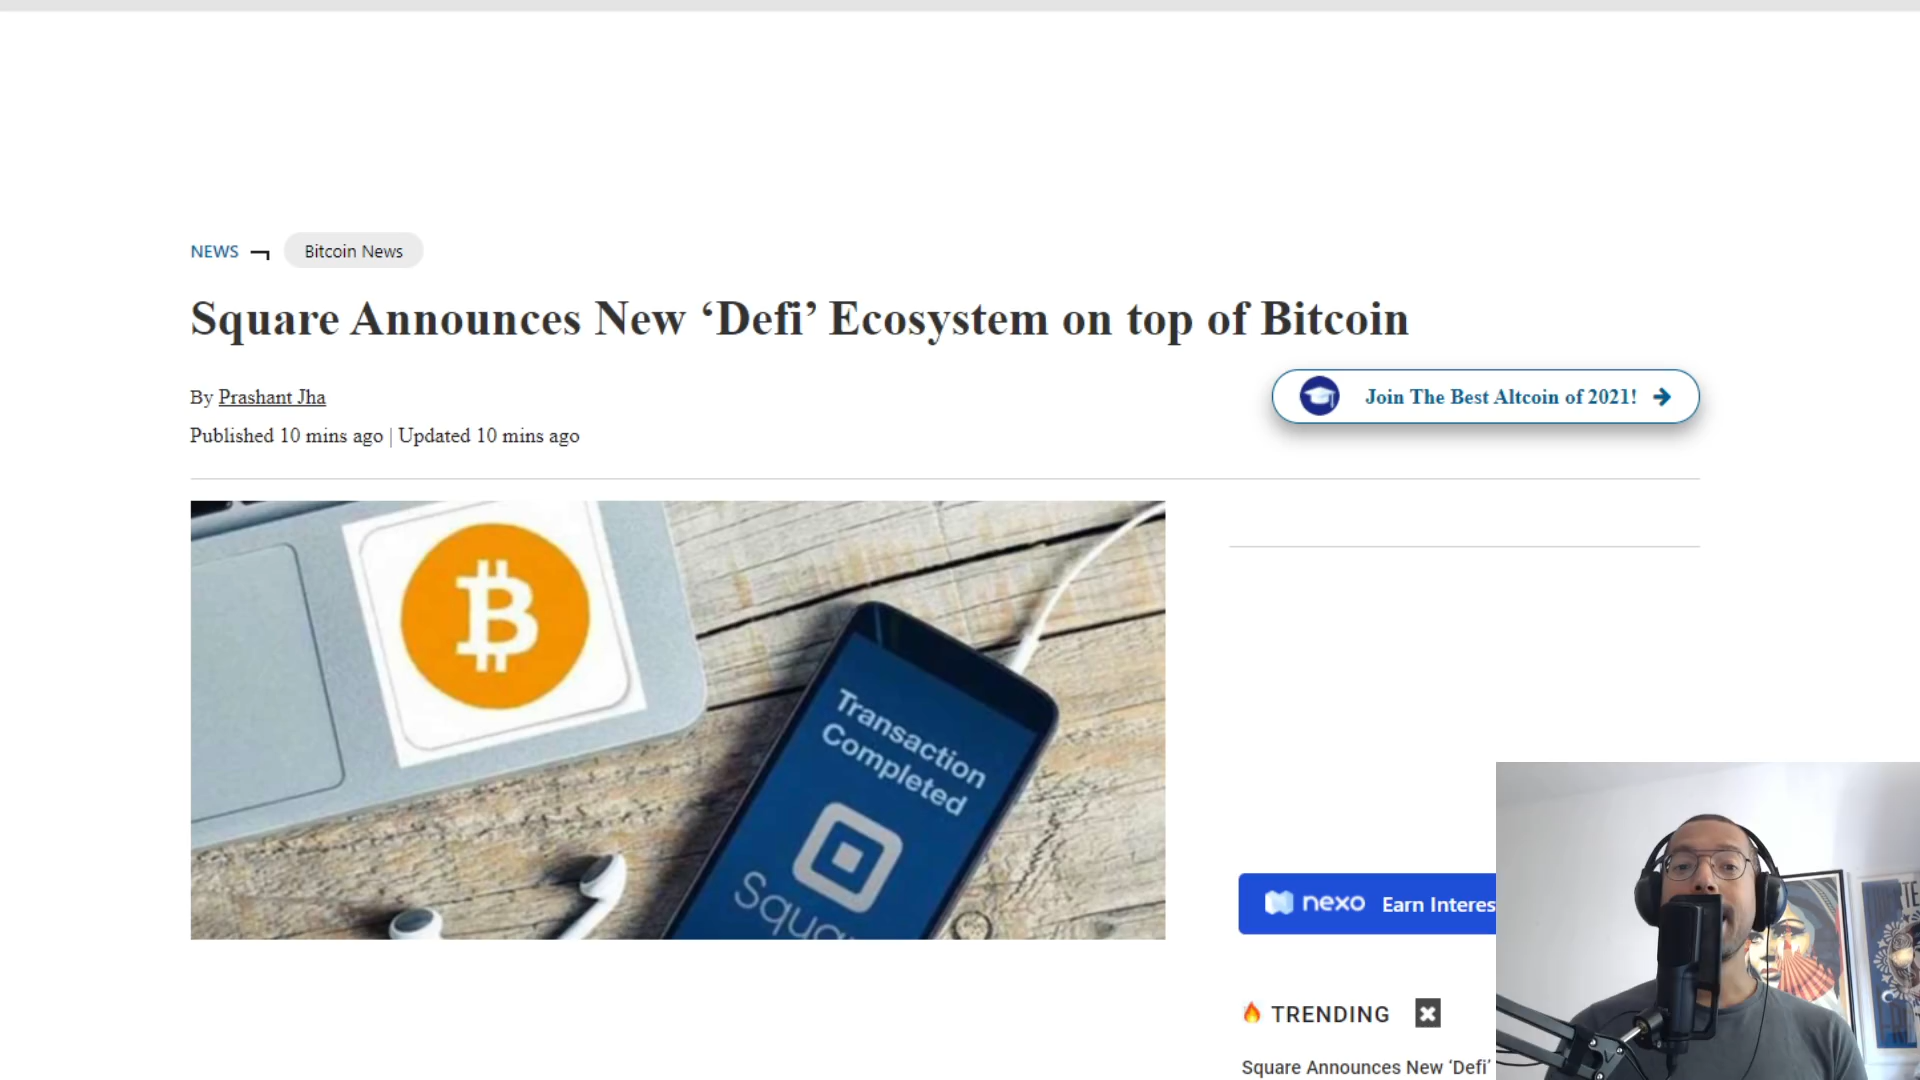 NEWS
Bitcoin News
Square Announces New ‘Defi’ Ecosystem on top of Bitcoin
By Prashant Jha
Join The Best Altcoin of 2021!
Published 10 mins ago | Updated 10 mins ago
Transaction
Completed
Squa
nexo Earn Interes
TRENDING
Square Announces New ‘Defi’